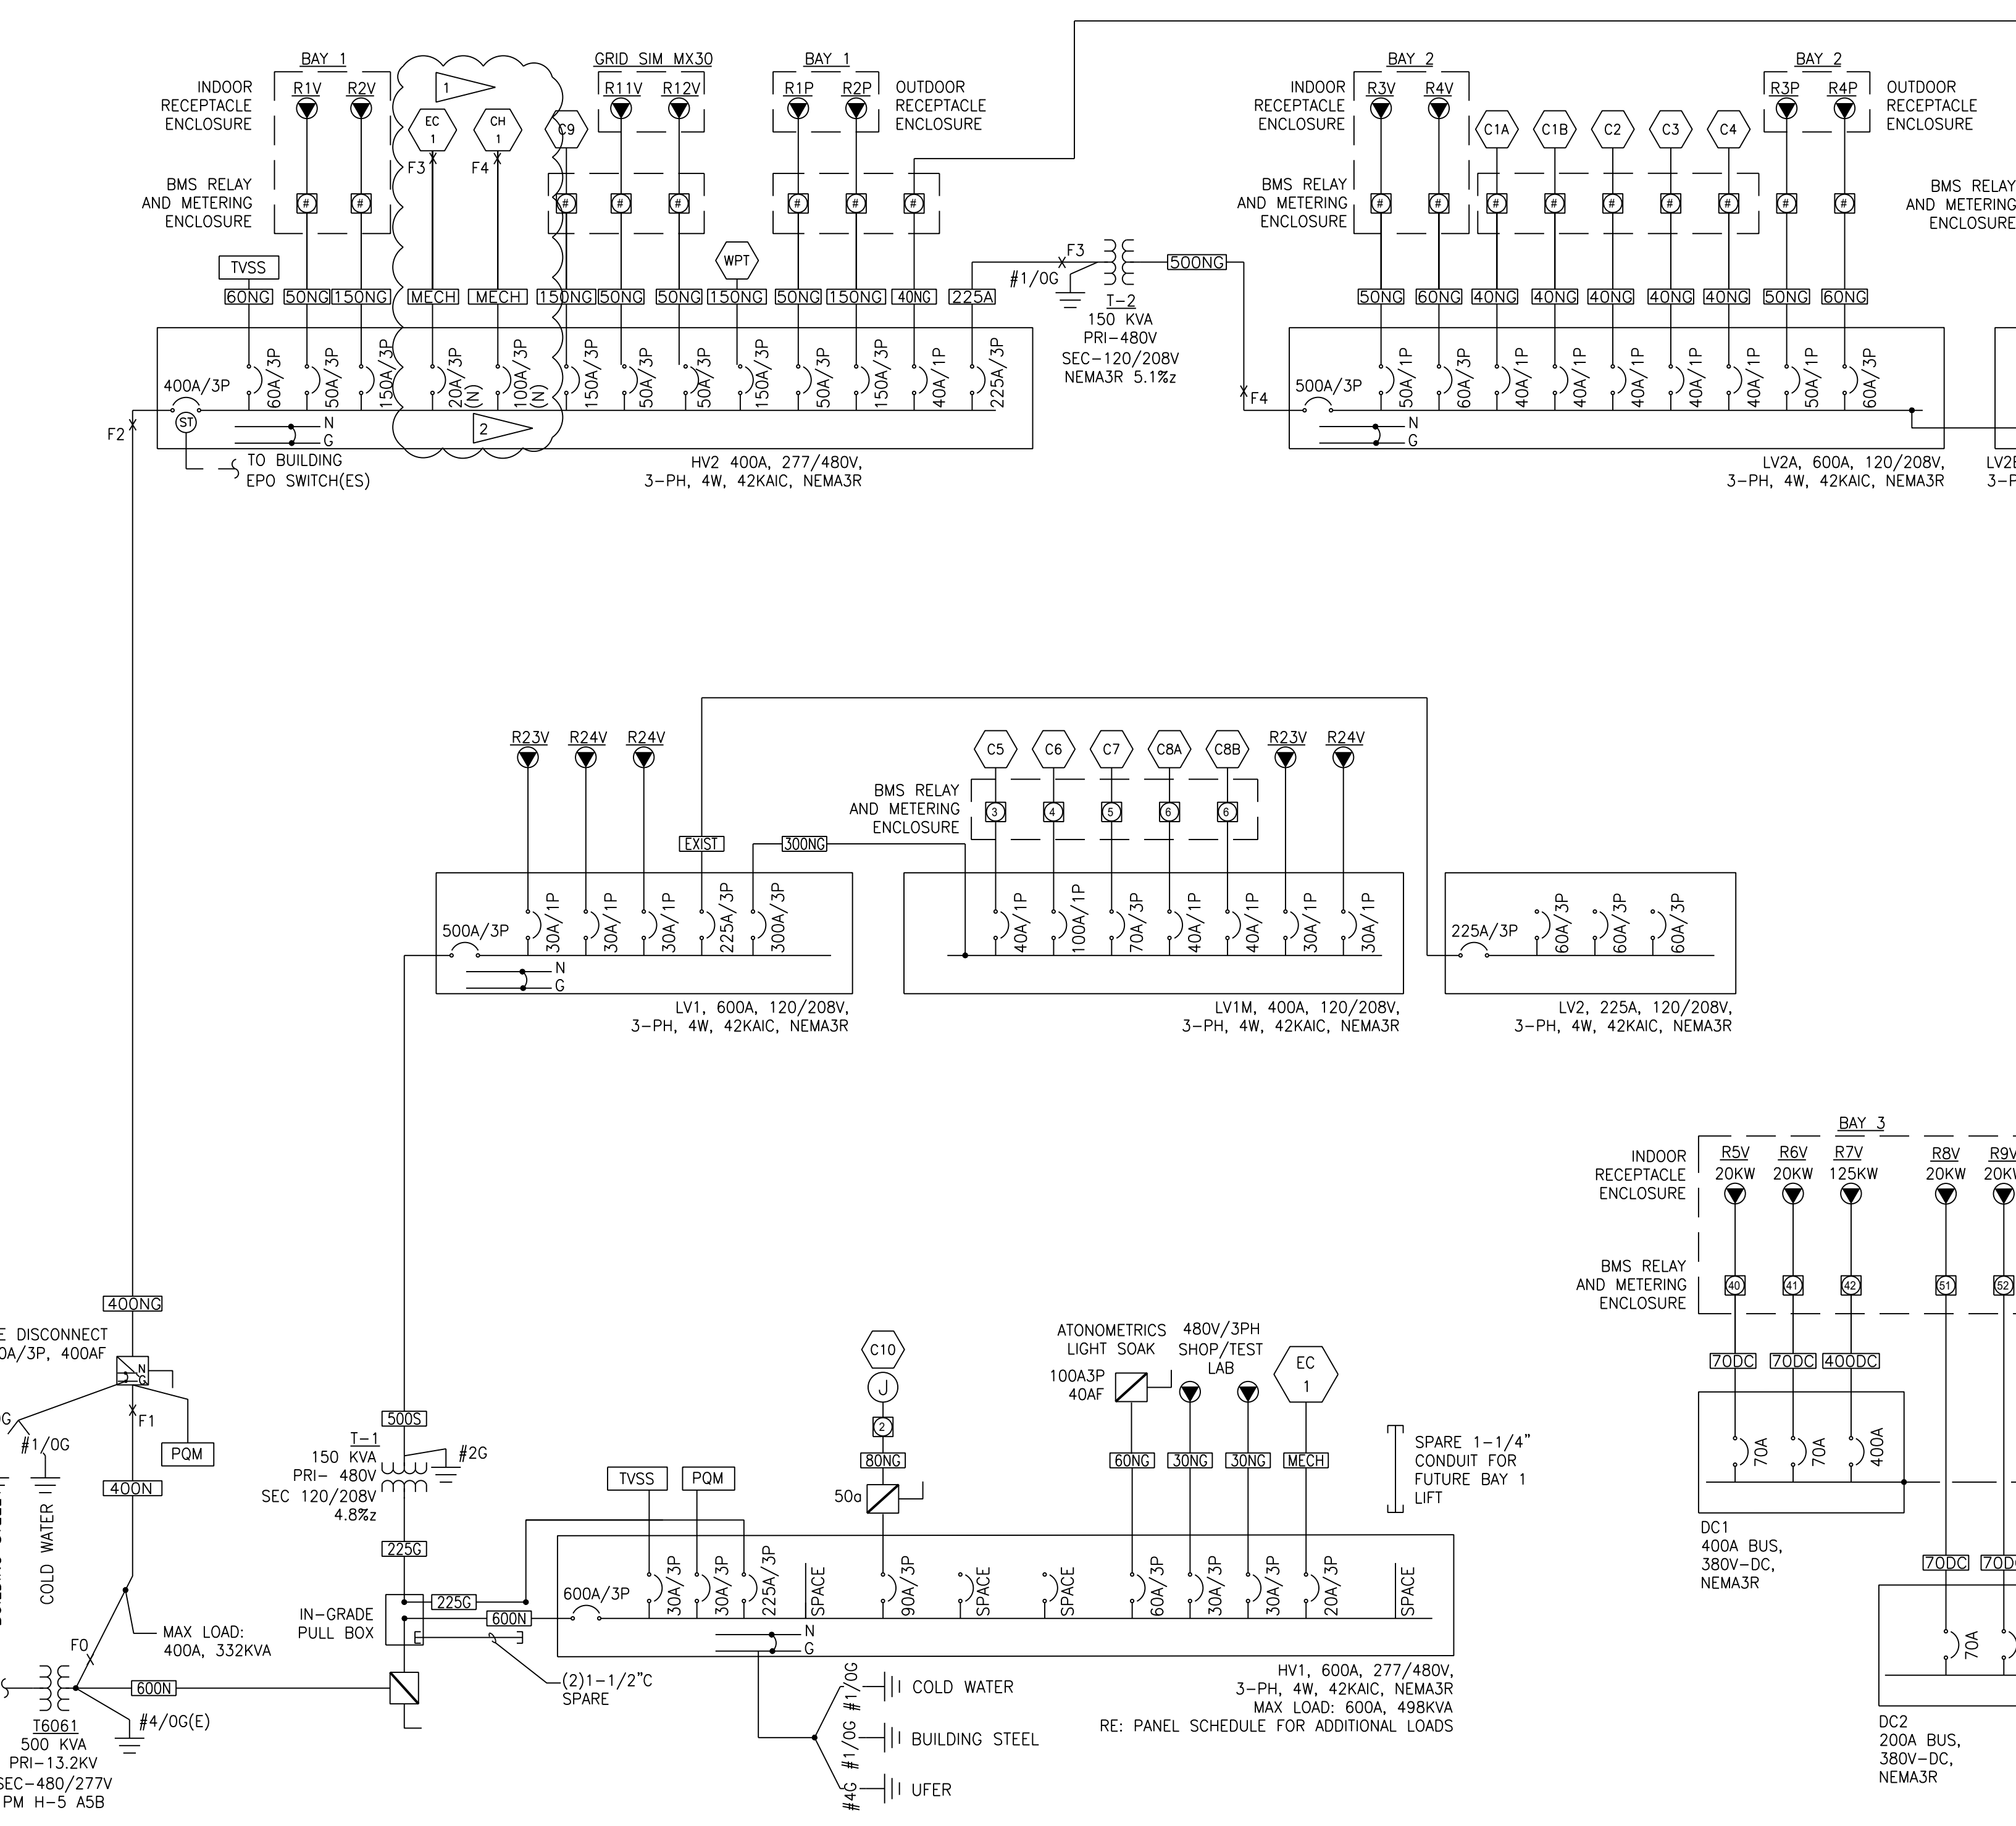 BAY 1
INDOOR
RECEPTACLE
ENCLOSURE
R1V
R2V
1
EC
1
CH
1
C9
F3
F4
GRID SIM MX30
R11V
R12V
BAY 1
R1P
R2P
OUTDOOR
RECEPTACLE
ENCLOSURE
BMS RELAY
AND METERING
ENCLOSURE
#
#
#
#
#
#
#
#
TVSS
WPT
60NG
50NG
150NG
MECH
MECH
150NG
50NG
50NG
150NG
50NG
150NG
40NG
225A
400A/3P
ST
60A/3P
50A/3P
150A/3P
20A/3P
(N)
100A/3P
(N)
150A/3P
50A/3P
50A/3P
150A/3P
50A/3P
150A/3P
40A/1P
225A/3P
F2
N
G
2
TO BUILDING
EPO SWITCH(ES)
HV2 400A, 277/480V,
3-PH, 4W, 42KAIC, NEMA3R
F3
#1/0G
T-2
150 KVA
PRI-480V
SEC-120/208V
NEMA3R 5.1%z
500NG
F4
BAY 2
INDOOR
RECEPTACLE
ENCLOSURE
R3V
R4V
C1A
C1B
C2
C3
C4
BAY 2
R3P
R4P
OUTDOOR
RECEPTACLE
ENCLOSURE
BMS RELAY
AND METERING
ENCLOSURE
#
#
#
#
#
#
#
#
#
BMS RELAY
AND METERING
ENCLOSURE
50NG
60NG
40NG
40NG
40NG
40NG
40NG
50NG
60NG
500A/3P
50A/1P
60A/3P
40A/1P
40A/1P
40A/1P
40A/1P
40A/1P
50A/1P
60A/3P
N
G
LV2A, 600A, 120/208V,
3-PH, 4W, 42KAIC, NEMA3R
R23V
R24V
R24V
EXIST
300NG
500A/3P
30A/1P
30A/1P
30A/1P
225A/3P
300A/3P
N
G
LV1, 600A, 120/208V,
3-PH, 4W, 42KAIC, NEMA3R
C5
C6
C7
C8A
C8B
R23V
R24V
BMS RELAY
AND METERING
ENCLOSURE
3
4
5
6
6
40A/1P
100A/1P
70A/3P
40A/1P
40A/1P
30A/1P
30A/1P
LV1M, 400A, 120/208V,
3-PH, 4W, 42KAIC, NEMA3R
225A/3P
60A/3P
60A/3P
60A/3P
LV2, 225A, 120/208V,
3-PH, 4W, 42KAIC, NEMA3R
BAY 3
INDOOR
RECEPTACLE
ENCLOSURE
R5V
R6V
R7V
R8V
R9V
20KW
20KW
125KW
20KW
BMS RELAY
AND METERING
ENCLOSURE
40
41
42
51
52
70DC
70DC
400DC
70A
70A
400A
DC1
400A BUS,
380V-DC,
NEMA3R
70DC
70A
DC2
200A BUS,
380V-DC,
NEMA3R
400NG
DISCONNECT
400AF
N
G
#1/0G
F1
PQM
400N
COLD WATER
F0
MAX LOAD:
400A, 332KVA
600N
#4/0G(E)
T6061
500 KVA
PRI-13.2KV
SEC-480/277V
PM H-5 A5B
500S
T-1
150 KVA
PRI- 480V
SEC 120/208V
4.8%z
#2G
225G
IN-GRADE
PULL BOX
225G
600N
(2)1-1/2"C
SPARE
TVSS
PQM
C10
J
2
80NG
50a
ATONOMETRICS
LIGHT SOAK
100A3P
40AF
480V/3PH
SHOP/TEST
LAB
EC
1
60NG
30NG
30NG
MECH
SPARE 1-1/4"
CONDUIT FOR
FUTURE BAY 1
LIFT
600A/3P
30A/3P
30A/3P
225A/3P
SPACE
90A/3P
SPACE
SPACE
60A/3P
30A/3P
30A/3P
20A/3P
SPACE
N
G
HV1, 600A, 277/480V,
3-PH, 4W, 42KAIC, NEMA3R
MAX LOAD: 600A, 498KVA
RE: PANEL SCHEDULE FOR ADDITIONAL LOADS
#1/0G
COLD WATER
#1/0G
BUILDING STEEL
#4G
UFER